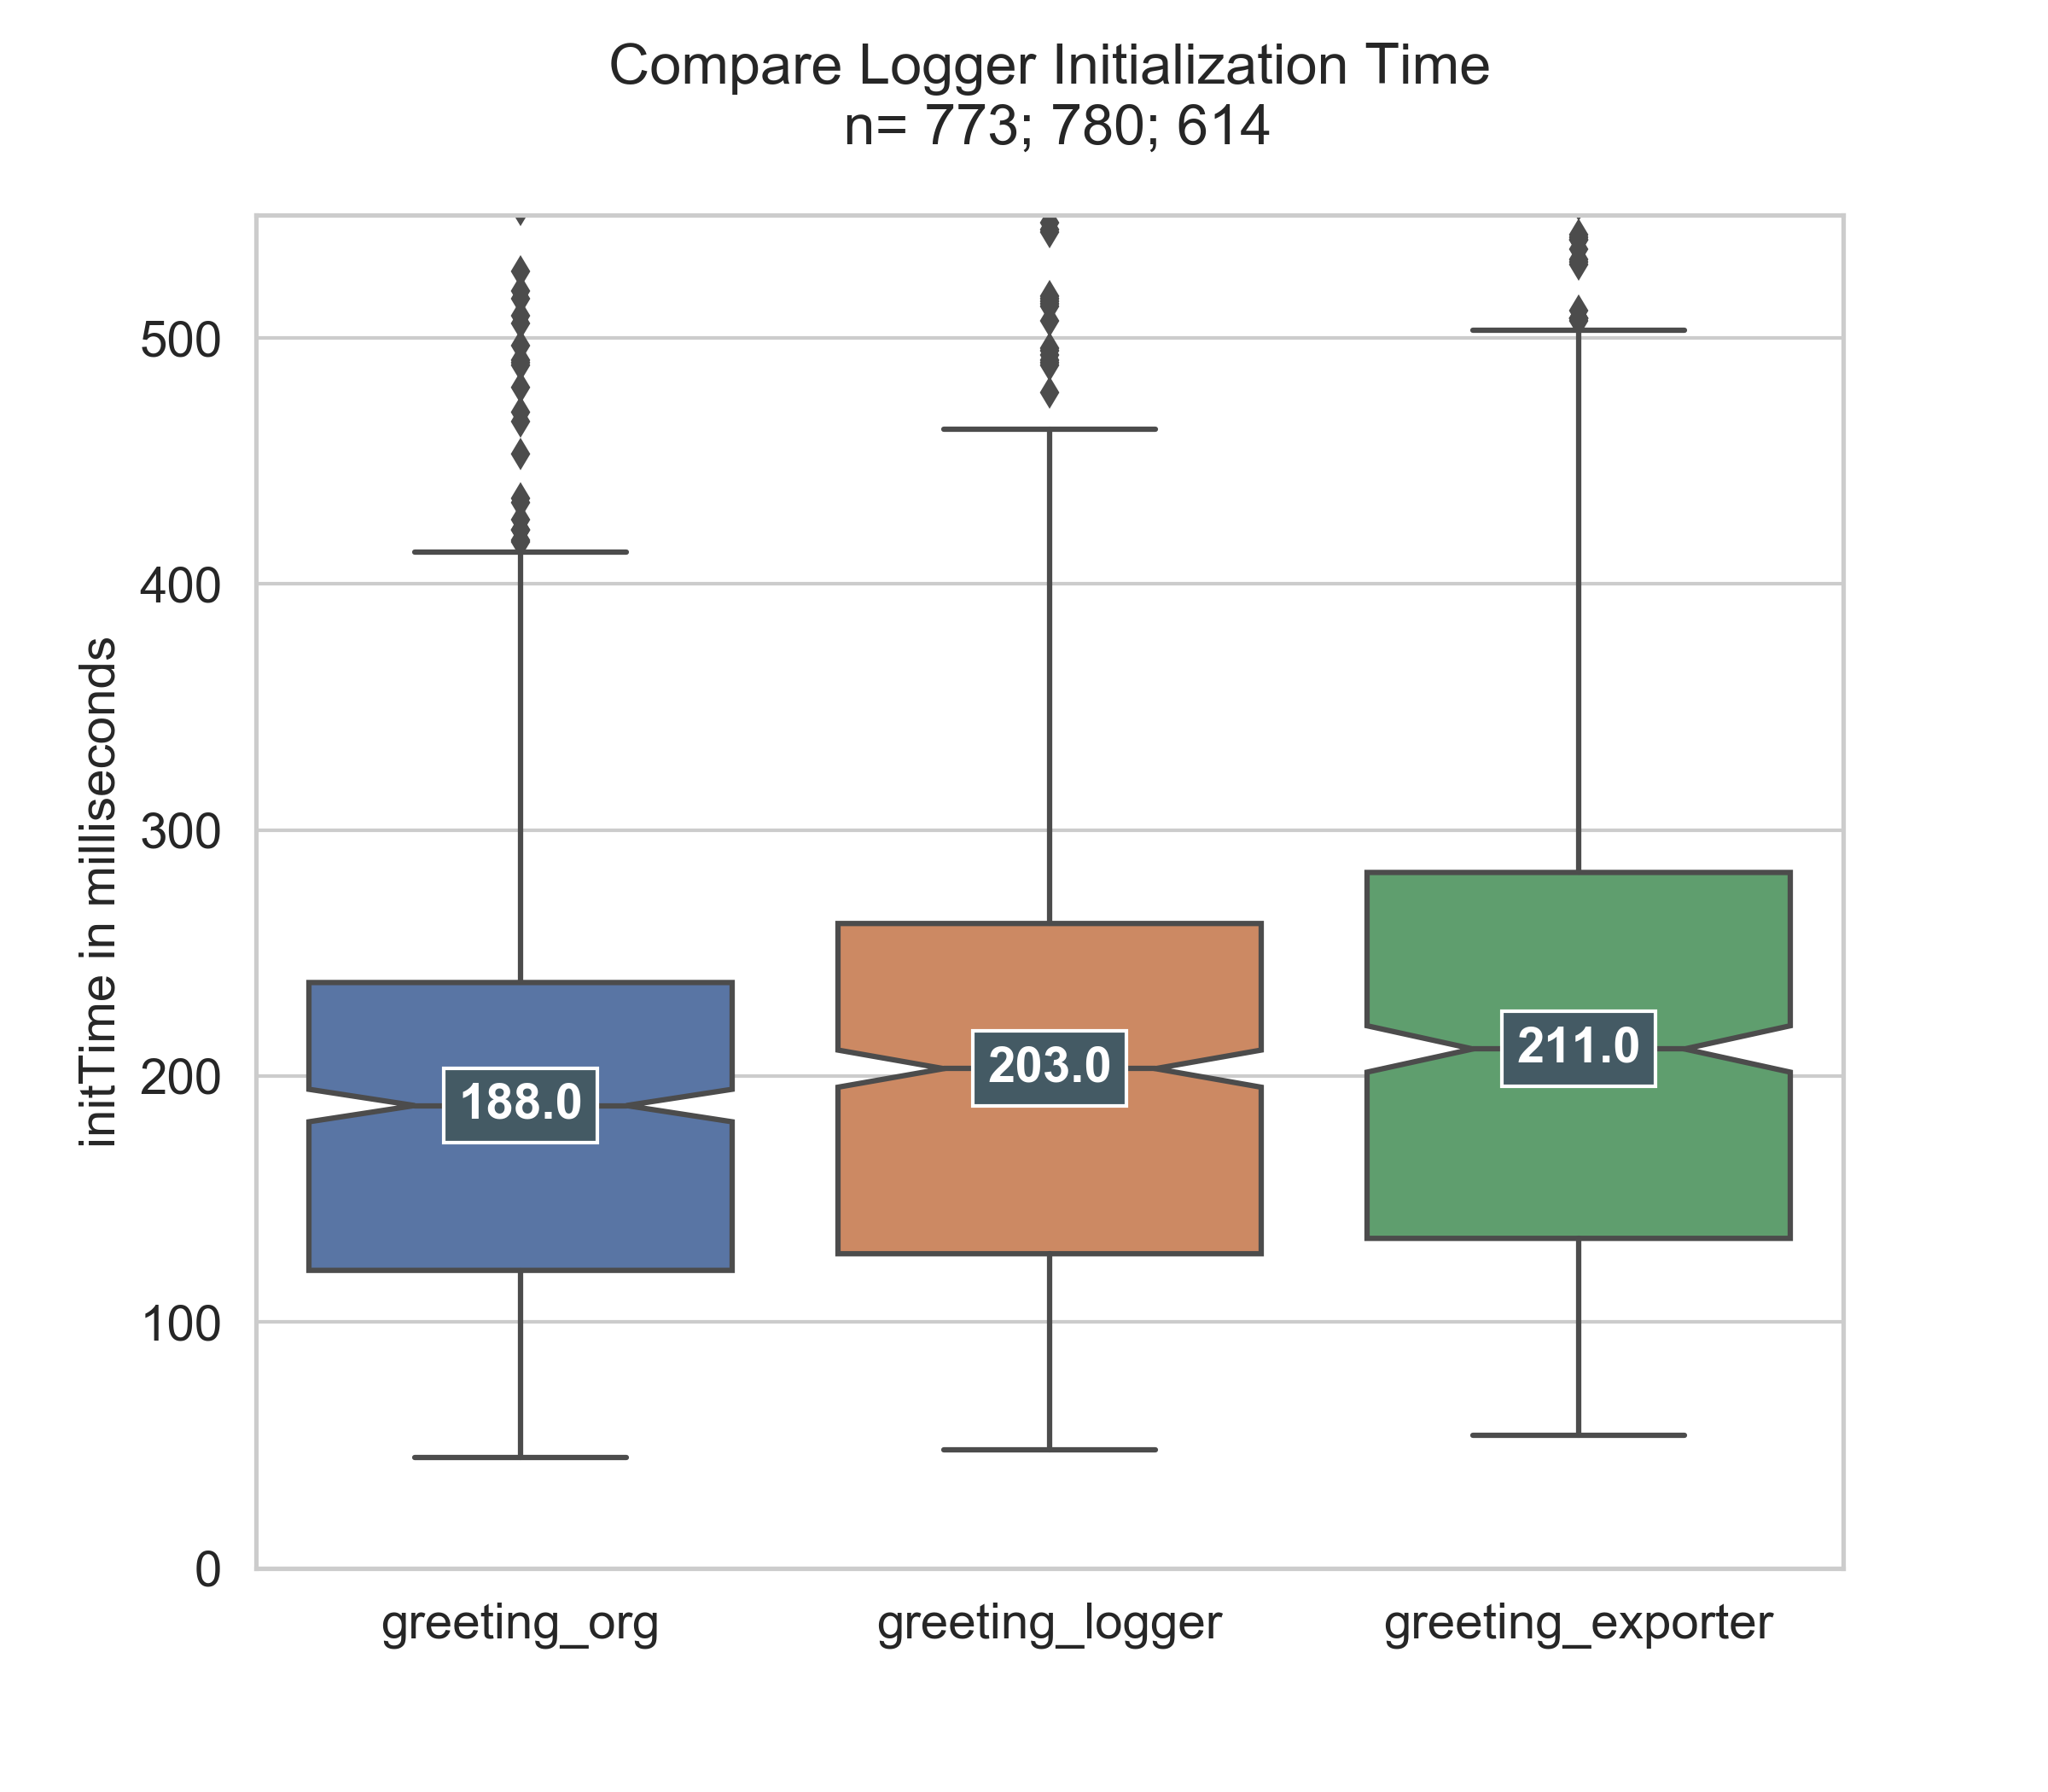 Compare Logger Initialization Time
n= 773; 780; 614
initTime in milliseconds
500
400
300
200
100
0
188.0
203.0
211.0
greeting_org
greeting_logger
greeting_exporter